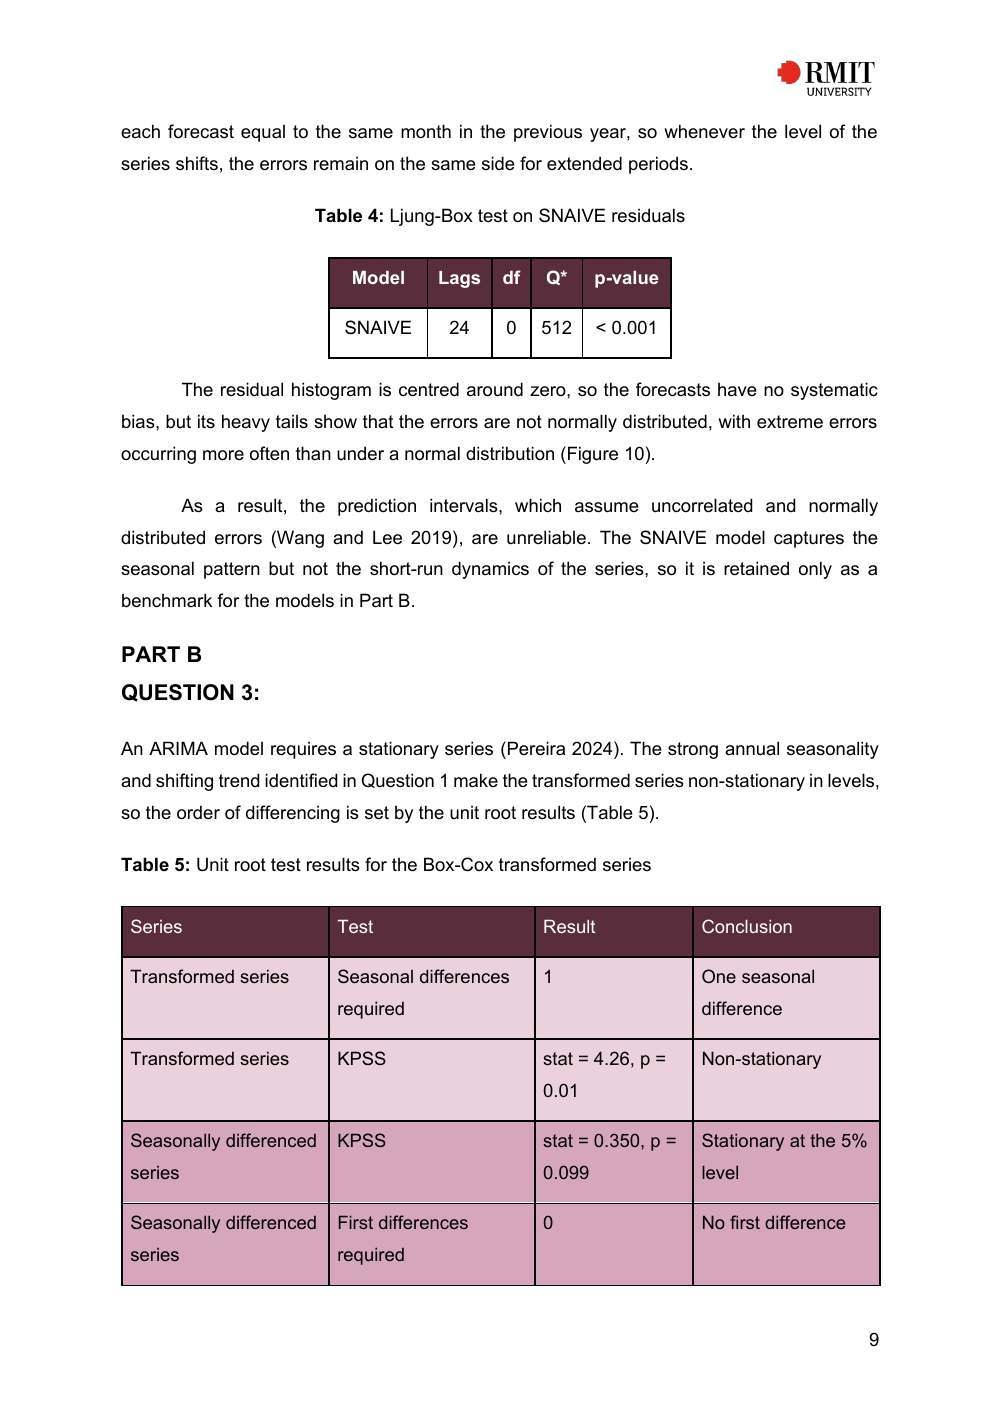 RMIT
UNIVERSITY
each forecast equal to the same month in the previous year, so whenever the level of the
series shifts, the errors remain on the same side for extended periods.
Table 4: Ljung-Box test on SNAIVE residuals
Model Lags df Q* p-value
SNAIVE 24 0 512 < 0.001
The residual histogram is centred around zero, so the forecasts have no systematic
bias, but its heavy tails show that the errors are not normally distributed, with extreme errors
occurring more often than under a normal distribution (Figure 10).
As a result, the prediction intervals, which assume uncorrelated and normally
distributed errors (Wang and Lee 2019), are unreliable. The SNAIVE model captures the
seasonal pattern but not the short-run dynamics of the series, so it is retained only as a
benchmark for the models in Part B.
PART B
QUESTION 3:
An ARIMA model requires a stationary series (Pereira 2024). The strong annual seasonality
and shifting trend identified in Question 1 make the transformed series non-stationary in levels,
so the order of differencing is set by the unit root results (Table 5).
Table 5: Unit root test results for the Box-Cox transformed series
Series Test Result Conclusion
Transformed series Seasonal differences 1 One seasonal
required difference
Transformed series KPSS stat = 4.26, p = Non-stationary
0.01
Seasonally differenced KPSS stat = 0.350, p = Stationary at the 5%
series 0.099 level
Seasonally differenced First differences 0 No first difference
series required
9